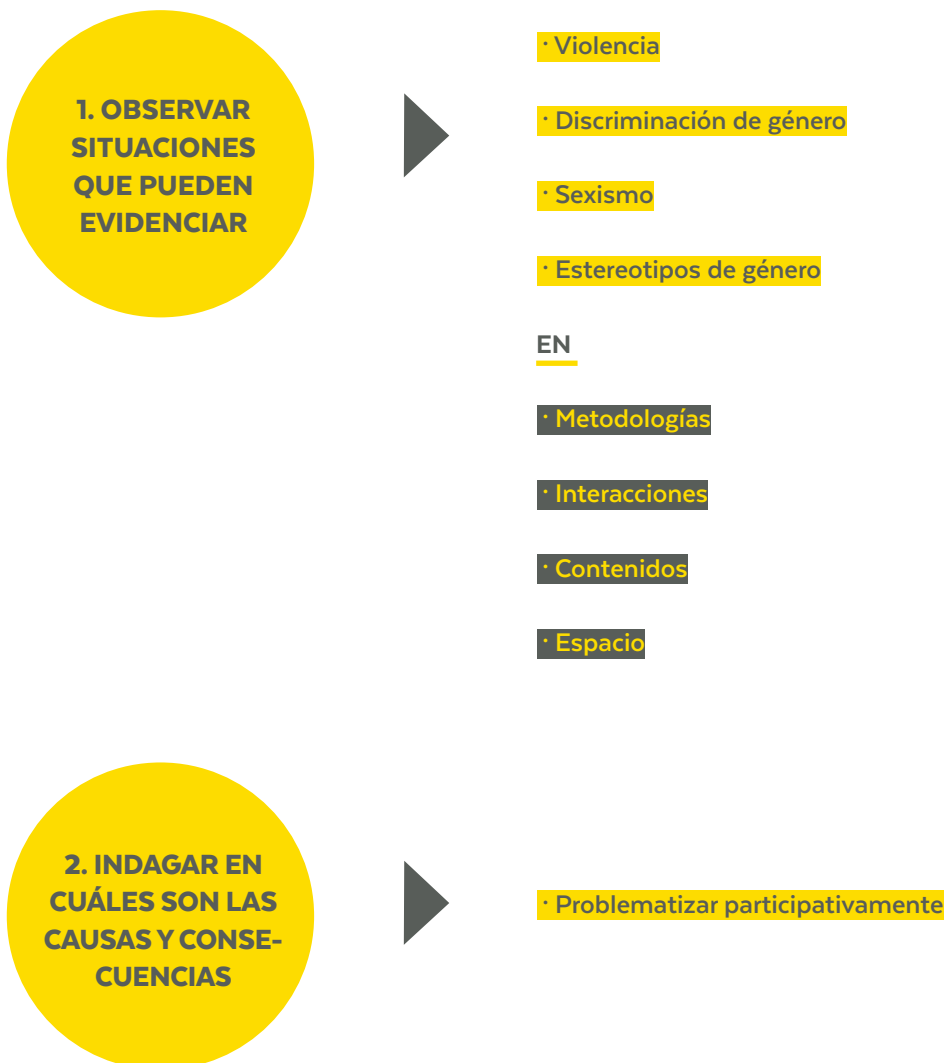 1. OBSERVAR
SITUACIONES
QUE PUEDEN
EVIDENCIAR
· Violencia
· Discriminación de género
· Sexismo
· Estereotipos de género
EN
· Metodologías
· Interacciones
· Contenidos
· Espacio
2. INDAGAR EN
CUÁLES SON LAS
CAUSAS Y CONSE-
CUENCIAS
· Problematizar participativamente